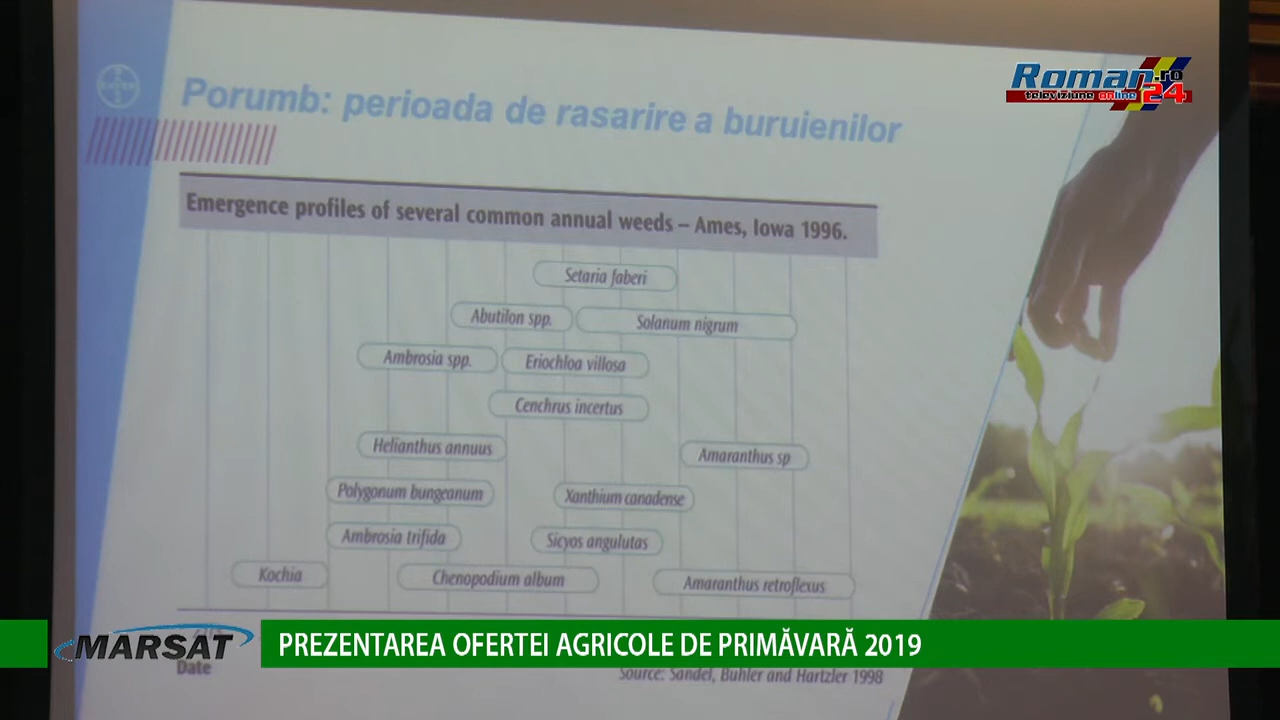 BAYER
Roman.ro
televiziune online 24
Porumb: perioada de rasarire a buruienilor
Emergence profiles of several common annual weeds – Ames, Iowa 1996.
Setaria faberi
Abutilon spp.
Solanum nigrum
Ambrosia spp.
Eriochloa villosa
Cenchrus incertus
Helianthus annuus
Amaranthus sp
Polygonum bungeanum
Xanthium canadense
Ambrosia trifida
Sicyos angulutas
Kochia
Chenopodium album
Amaranthus retroflexus
MARSAT
PREZENTAREA OFERTEI AGRICOLE DE PRIMĂVARĂ 2019
Date
Source: Sandel, Buhler and Hartzler 1998